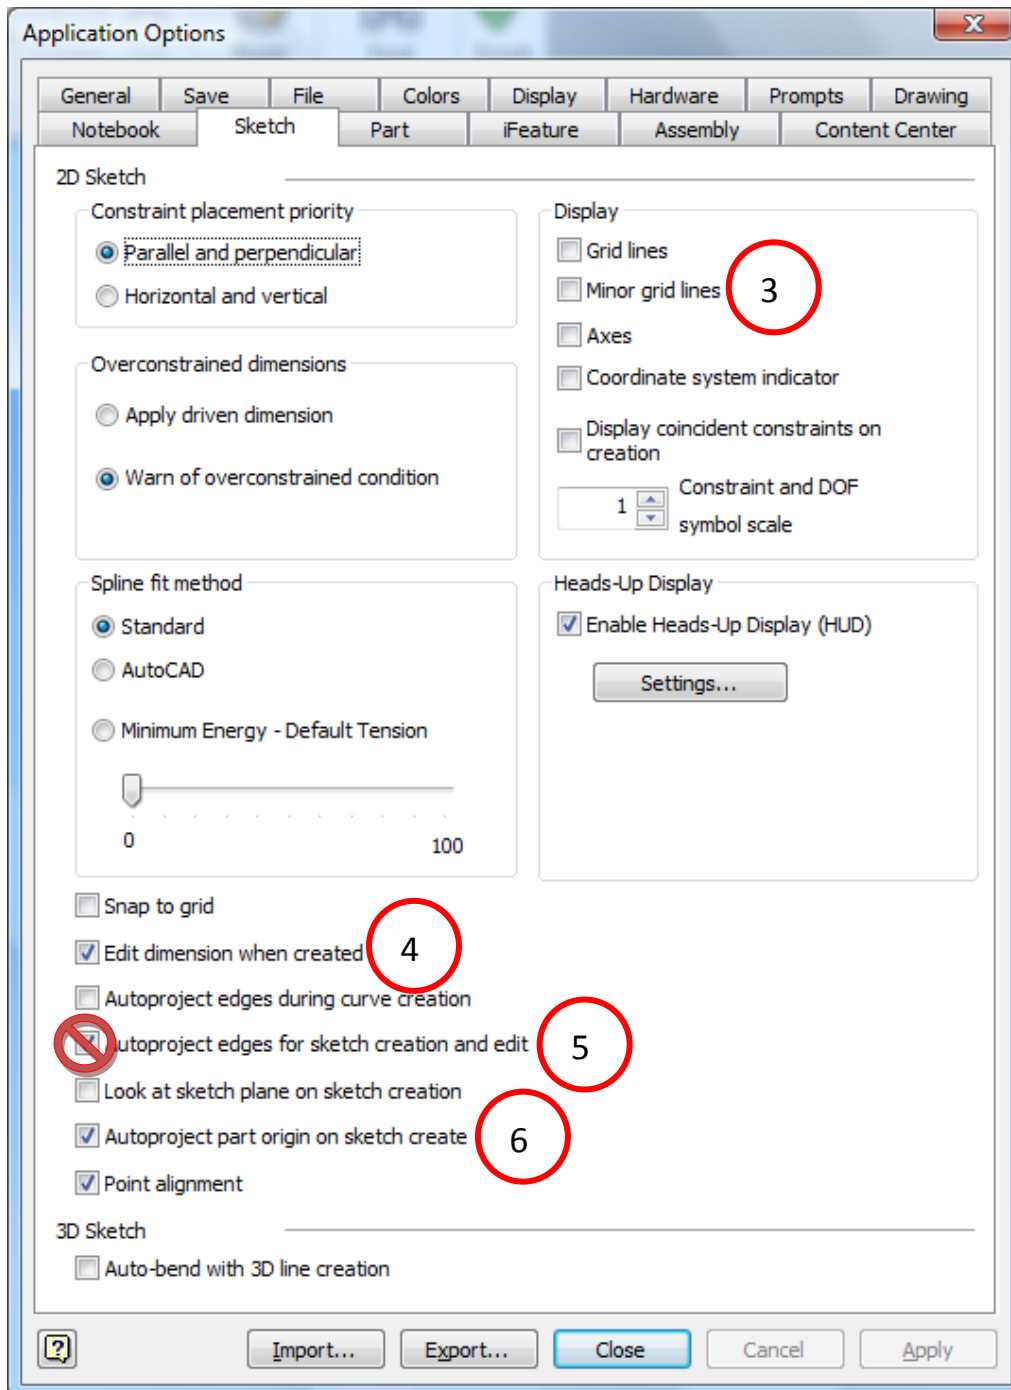 Application Options
General Save File Colors Display Hardware Prompts Drawing
Notebook Sketch Part iFeature Assembly Content Center
2D Sketch
Constraint placement priority
Parallel and perpendicular
Horizontal and vertical
Overconstrained dimensions
Apply driven dimension
Warn of overconstrained condition
Display
Grid lines
Minor grid lines
3
Axes
Coordinate system indicator
Display coincident constraints on
creation
1
Constraint and DOF
symbol scale
Spline fit method
Standard
AutoCAD
Minimum Energy - Default Tension
0 100
Heads-Up Display
Enable Heads-Up Display (HUD)
Settings...
Snap to grid
Edit dimension when created
4
Autoproject edges during curve creation
Autoproject edges for sketch creation and edit
5
Look at sketch plane on sketch creation
Autoproject part origin on sketch create
6
Point alignment
3D Sketch
Auto-bend with 3D line creation
? Import... Export... Close Cancel Apply